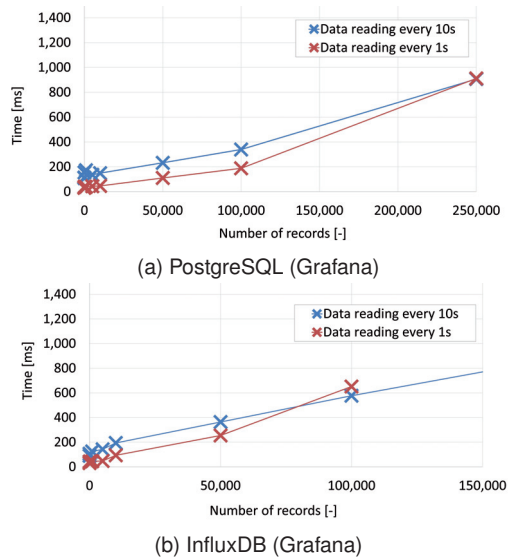 1,400
1,200
1,000
800
600
400
200
0
Time [ms]
Data reading every 10s
Data reading every 1s
0 50,000 100,000 150,000 200,000 250,000
Number of records [-]
(a) PostgreSQL (Grafana)
1,400
1,200
1,000
800
600
400
200
0
Time [ms]
Data reading every 10s
Data reading every 1s
0 50,000 100,000 150,000
Number of records [-]
(b) InfluxDB (Grafana)